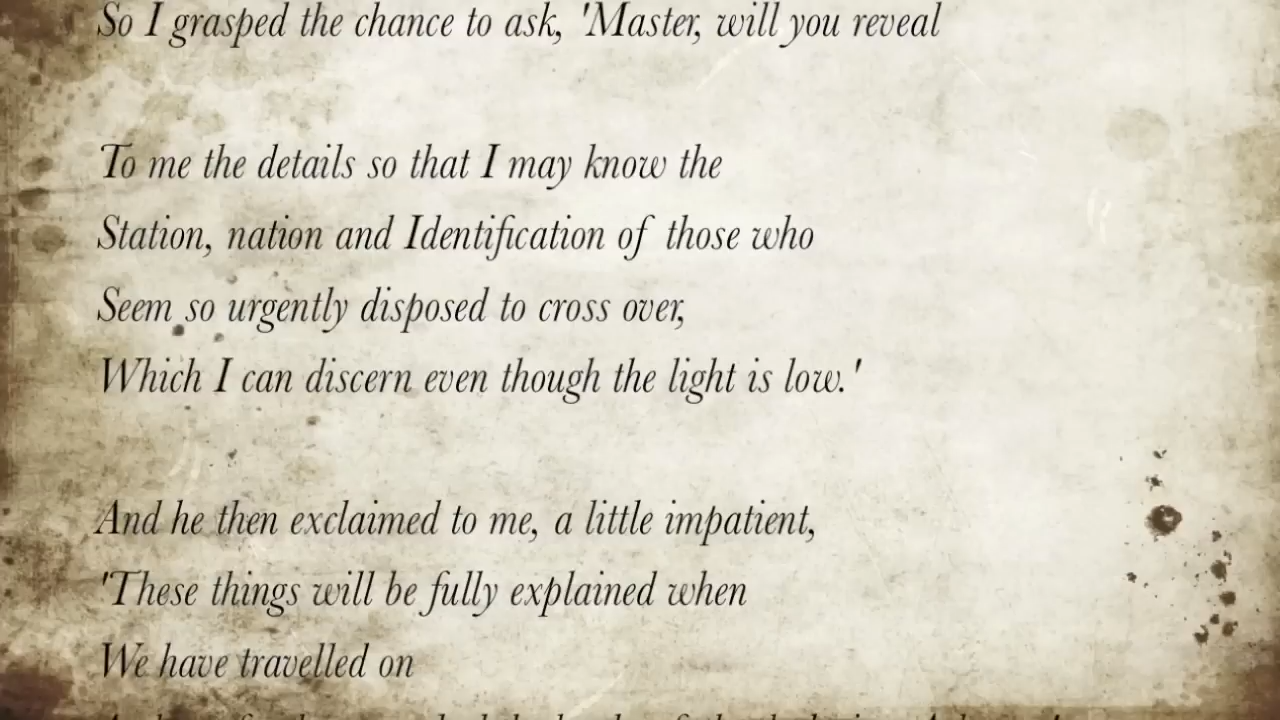 So I grasped the chance to ask, 'Master, will you reveal
To me the details so that I may know the
Station, nation and Identification of those who
Seem so urgently disposed to cross over,
Which I can discern even though the light is low.'
And he then exclaimed to me, a little impatient,
'These things will be fully explained when
We have travelled on